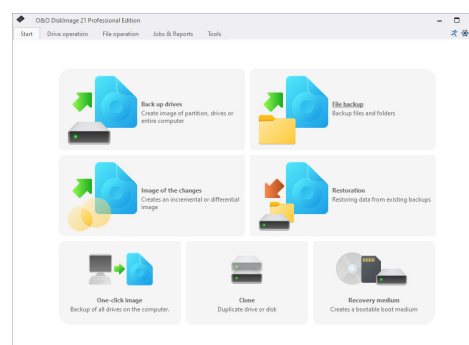 O&O DiskImage 21 Professional Edition
Start Drive operation File operation Jobs & Reports Tools
Back up drives
Create image of partition, drives or
entire computer
File backup
Backup files and folders
Image of the changes
Creates an incremental or differential
image
Restoration
Restoring data from existing backups
One-click image
Backup of all drives on the computer.
Clone
Duplicate drive or disk
Recovery medium
Creates a bootable boot medium